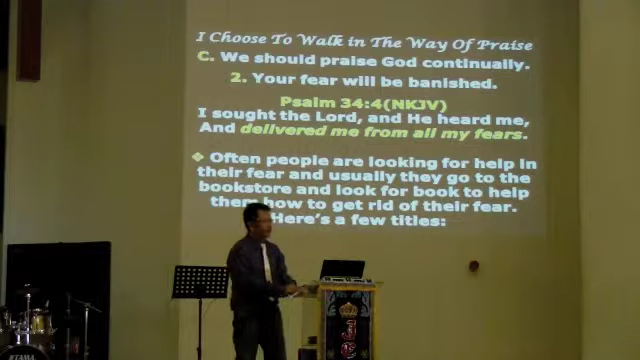 I Choose To Walk in The Way Of Praise
C. We should praise God continually.
2. Your fear will be banished.
Psalm 34:4(NKJV)
I sought the Lord, and He heard me,
And delivered me from all my fears.
❖ Often people are looking for help in
their fear and usually they go to the
bookstore and look for book to help
them how to get rid of their fear.
Here's a few titles:
TAMA